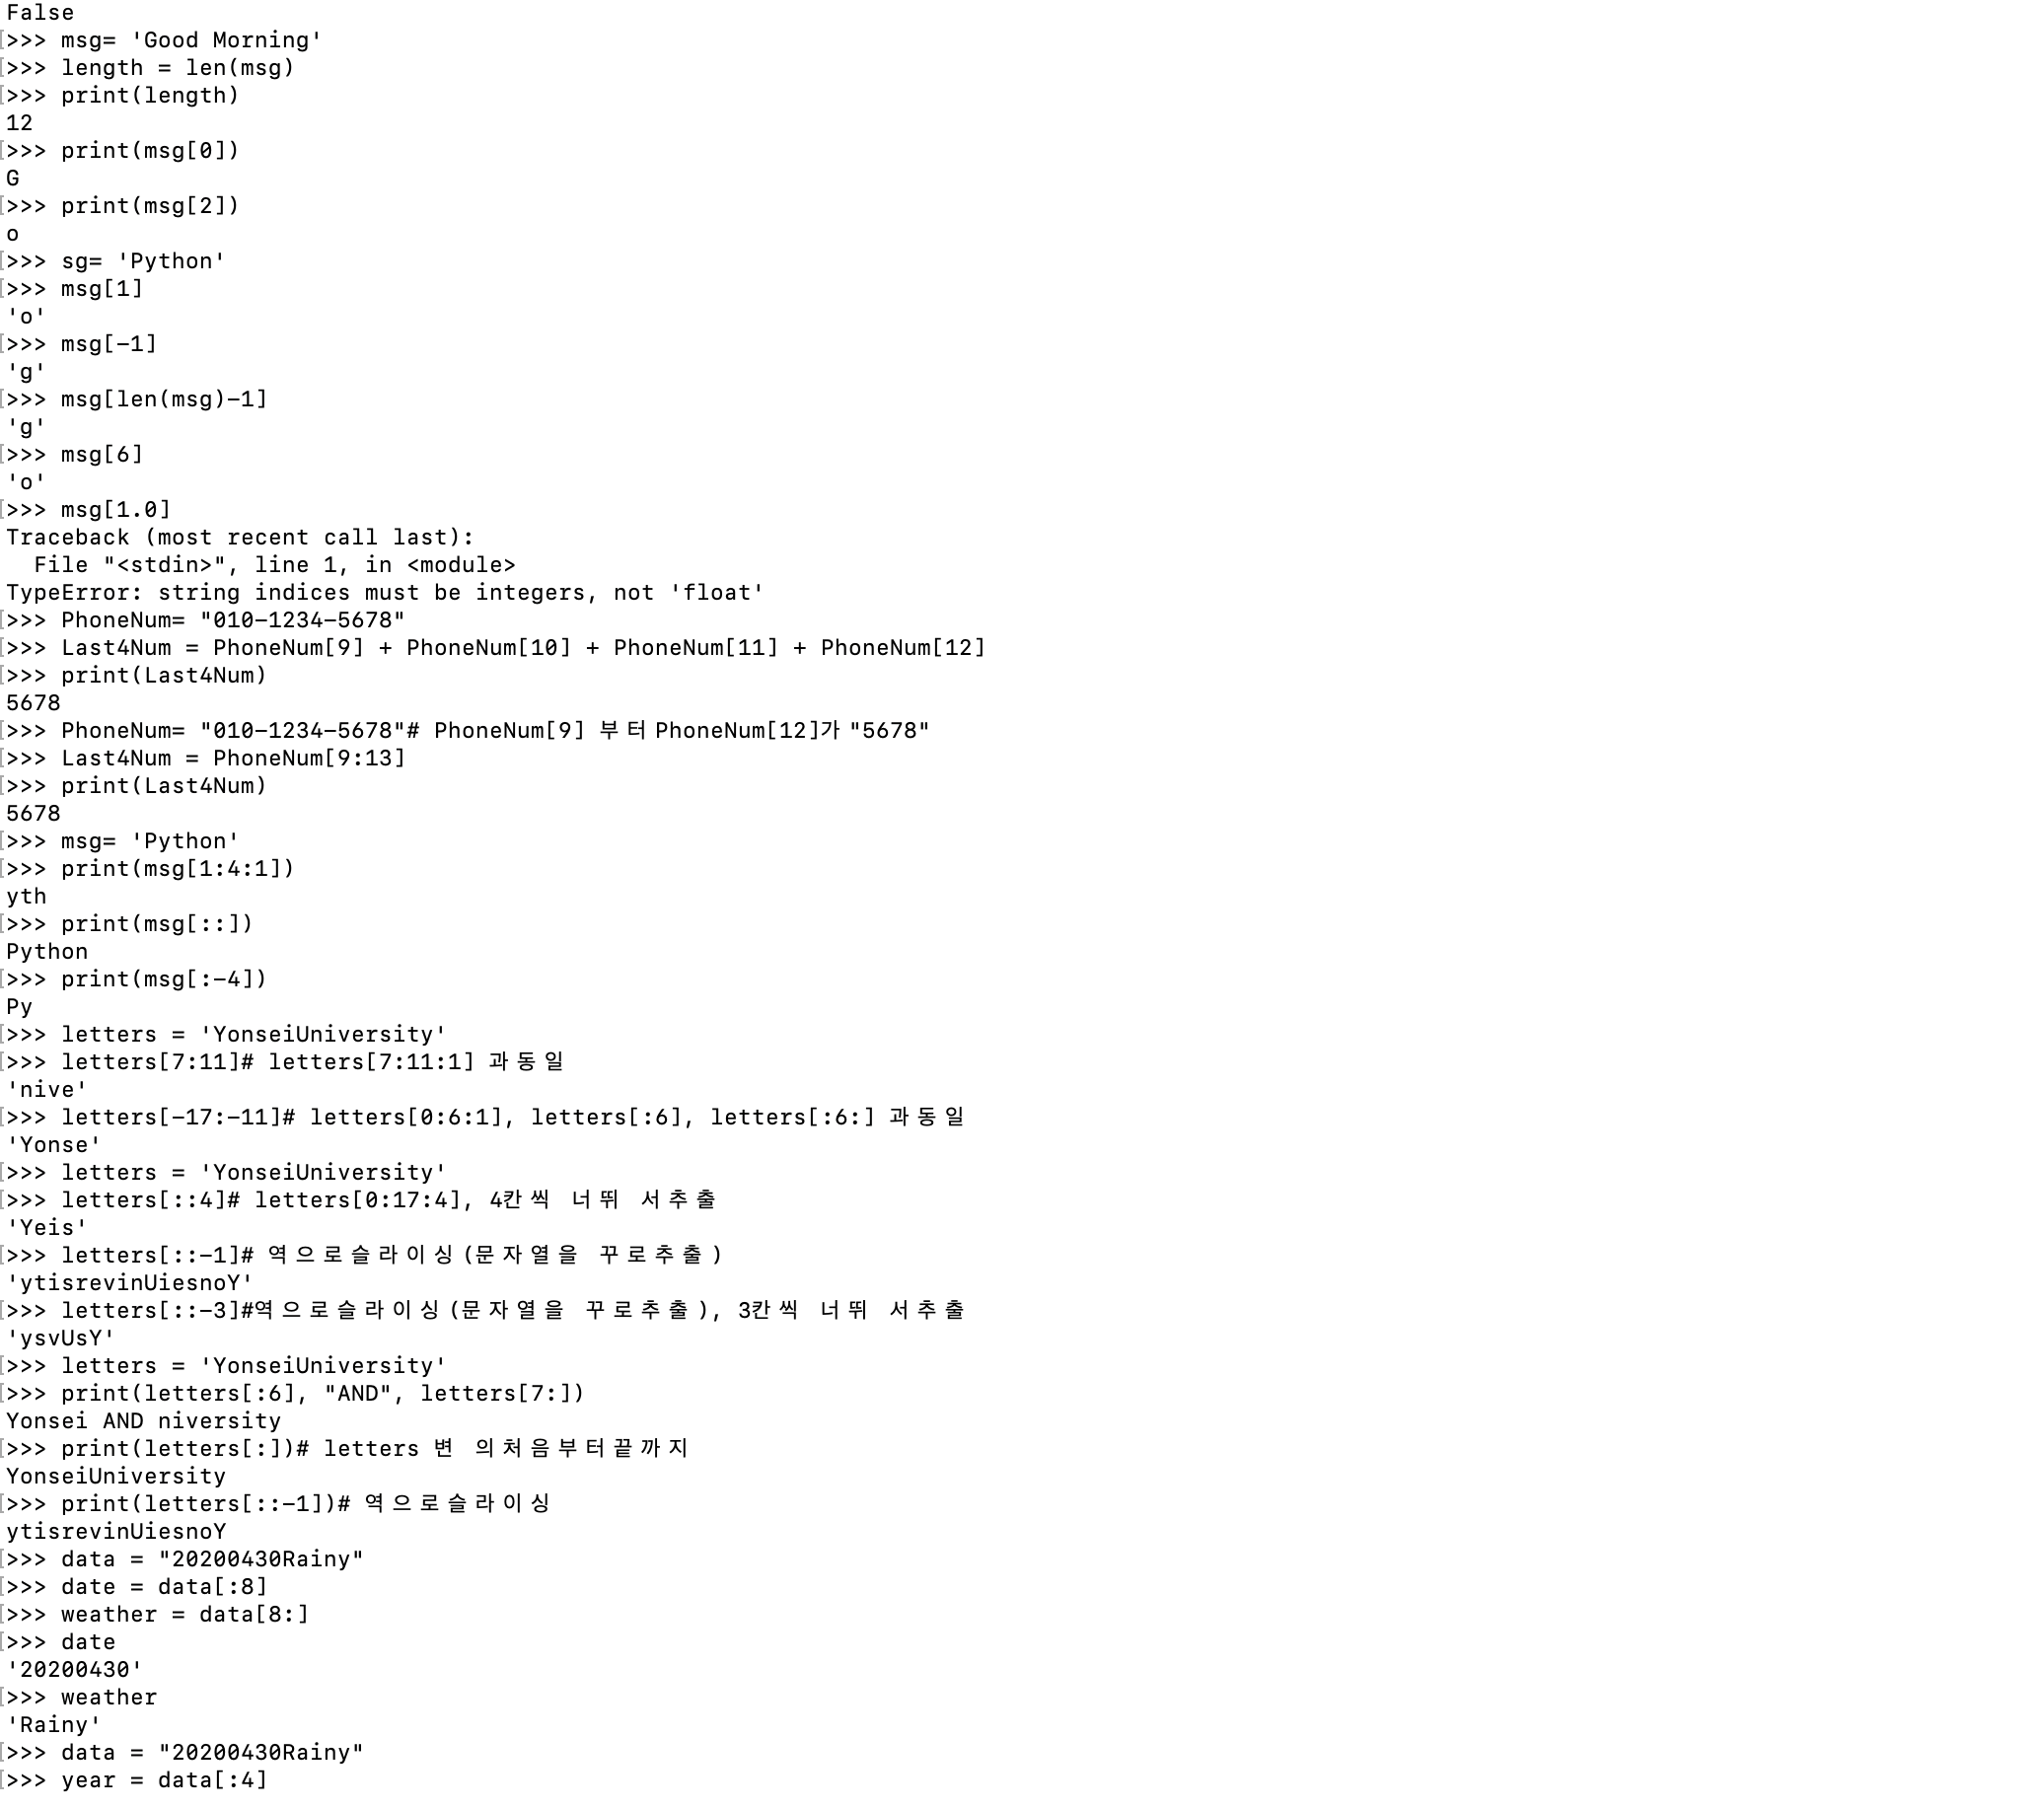 False
>>> msg= 'Good Morning'
>>> length = len(msg)
>>> print(length)
12
>>> print(msg[0])
G
>>> print(msg[2])
o
>>> sg= 'Python'
>>> msg[1]
'o'
>>> msg[-1]
'g'
>>> msg[len(msg)-1]
'g'
>>> msg[6]
'o'
>>> msg[1.0]
Traceback (most recent call last):
  File "<stdin>", line 1, in <module>
TypeError: string indices must be integers, not 'float'
>>> PhoneNum= "010-1234-5678"
>>> Last4Num = PhoneNum[9] + PhoneNum[10] + PhoneNum[11] + PhoneNum[12]
>>> print(Last4Num)
5678
>>> PhoneNum= "010-1234-5678"# PhoneNum[9] 부터PhoneNum[12]가"5678"
>>> Last4Num = PhoneNum[9:13]
>>> print(Last4Num)
5678
>>> msg= 'Python'
>>> print(msg[1:4:1])
yth
>>> print(msg[::])
Python
>>> print(msg[:-4])
Py
>>> letters = 'YonseiUniversity'
>>> letters[7:11]# letters[7:11:1] 과동일
'nive'
>>> letters[-17:-11]# letters[0:6:1], letters[:6], letters[:6:] 과동일
'Yonse'
>>> letters = 'YonseiUniversity'
>>> letters[::4]# letters[0:17:4], 4칸씩 너뛰 서추출
'Yeis'
>>> letters[::-1]# 역으로슬라이싱(문자열을 꾸로추출)
'ytisrevinUiesnoY'
>>> letters[::-3]#역으로슬라이싱(문자열을 꾸로추출), 3칸씩 너뛰 서추출
'ysvUsY'
>>> letters = 'YonseiUniversity'
>>> print(letters[:6], "AND", letters[7:])
Yonsei AND niversity
>>> print(letters[:])# letters 변 의처음부터끝까지
YonseiUniversity
>>> print(letters[::-1])# 역으로슬라이싱
ytisrevinUiesnoY
>>> data = "20200430Rainy"
>>> date = data[:8]
>>> weather = data[8:]
>>> date
'20200430'
>>> weather
'Rainy'
>>> data = "20200430Rainy"
>>> year = data[:4]